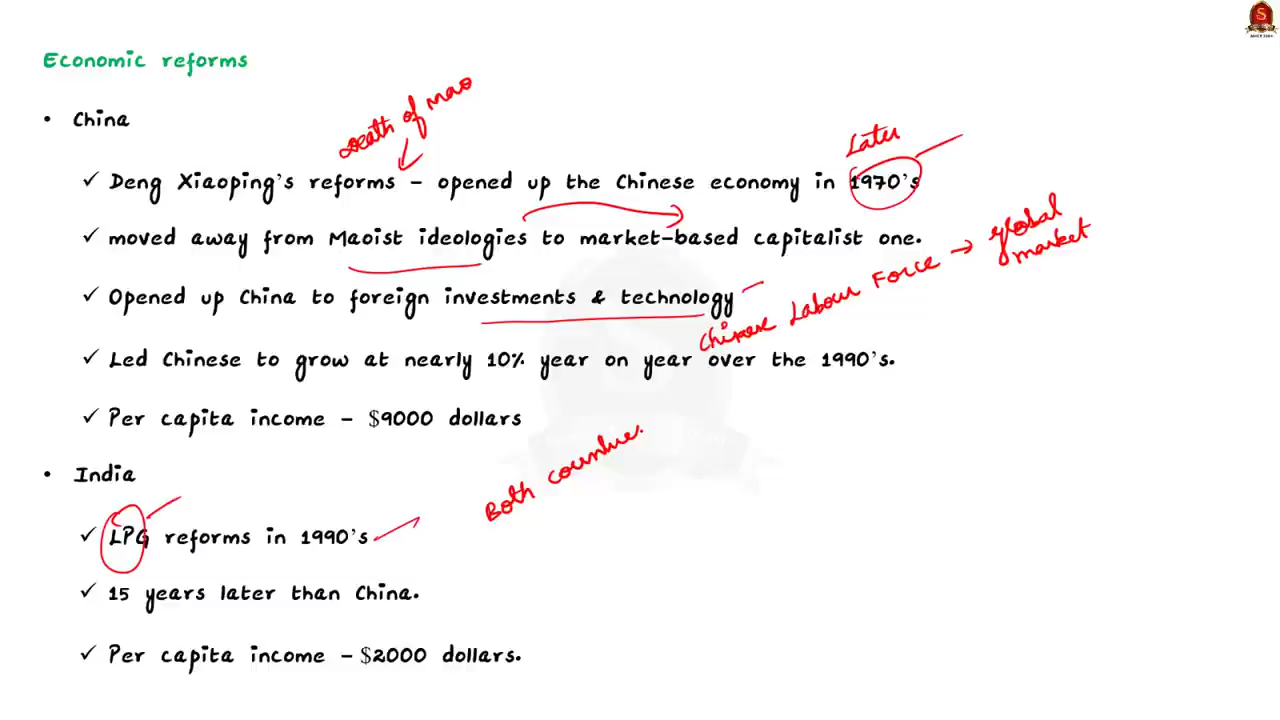 Economic reforms
• China
Death of mao
Later
✓ Deng Xiaoping's reforms – opened up the Chinese economy in 1970's
✓ moved away from Maoist ideologies to market-based capitalist one.
global
market
✓ Opened up China to foreign investments & technology
Chinese Labour Force →
✓ Led Chinese to grow at nearly 10% year on year over the 1990's.
✓ Per capita income – $9000 dollars
• India
Both countrie.
✓ LPG reforms in 1990's
✓ 15 years later than China.
✓ Per capita income – $2000 dollars.